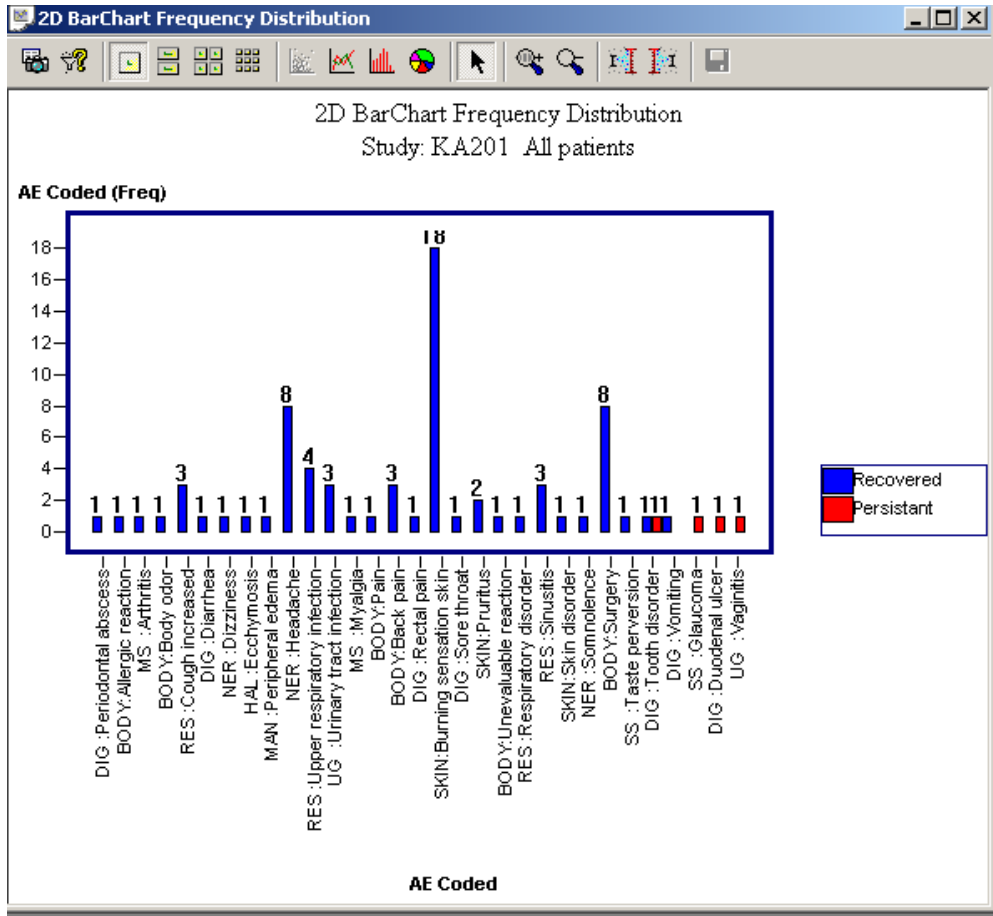 2D BarChart Frequency Distribution
2D BarChart Frequency Distribution
Study: KA201 All patients
AE Coded (Freq)
18
16
14
12
10
8
6
4
2
0
1 1 1 1 3 1 1 1 1 8 4 3 1 1 3 1 18 1 2 1 1 3 1 1 8 1 1 1 1 1 1 1
Recovered
Persistant
DIG :Periodontal abscess
BODY:Allergic reaction
MS :Arthritis
BODY:Body odor
RES :Cough increased
DIG :Diarrhea
NER :Dizziness
HAL :Ecchymosis
MAN :Peripheral edema
NER :Headache
RES :Upper respiratory infection
UG :Urinary tract infection
MS :Myalgia
BODY:Pain
BODY:Back pain
DIG :Rectal pain
SKIN:Burning sensation skin
DIG :Sore throat
SKIN:Pruritus
BODY:Unevaluable reaction
RES :Respiratory disorder
RES :Sinusitis
SKIN:Skin disorder
NER :Somnolence
BODY:Surgery
SS :Taste perversion
DIG :Tooth disorder
DIG :Vomiting
SS :Glaucoma
DIG :Duodenal ulcer
UG :Vaginitis
AE Coded